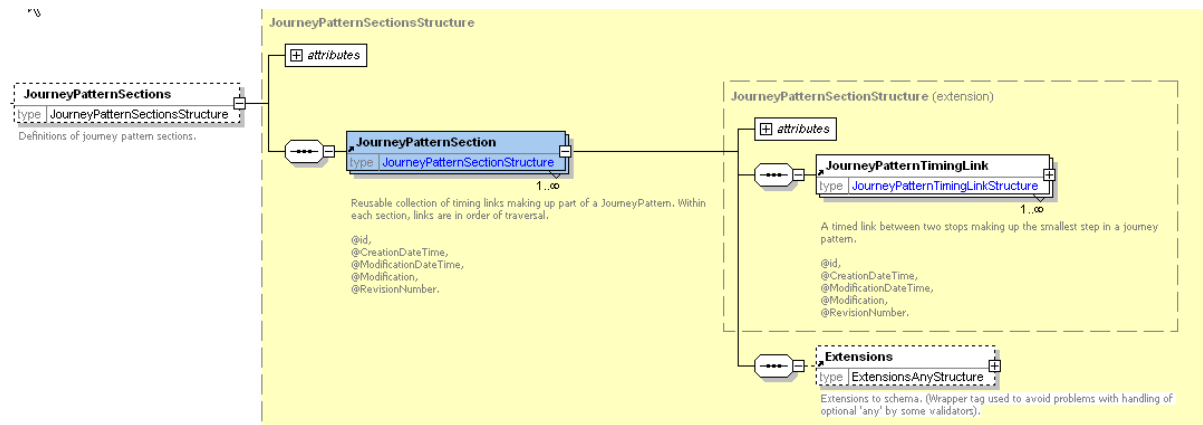 JourneyPatternSectionsStructure
attributes
JourneyPatternSections
type JourneyPatternSectionsStructure
Definitions of journey pattern sections.
JourneyPatternSection
type JourneyPatternSectionStructure
1..∞
Reusable collection of timing links making up part of a JourneyPattern. Within
each section, links are in order of traversal.
@id,
@CreationDateTime,
@ModificationDateTime,
@Modification,
@RevisionNumber.
JourneyPatternSectionStructure (extension)
attributes
JourneyPatternTimingLink
type JourneyPatternTimingLinkStructure
1..∞
A timed link between two stops making up the smallest step in a journey
pattern.
@id,
@CreationDateTime,
@ModificationDateTime,
@Modification,
@RevisionNumber.
Extensions
type ExtensionsAnyStructure
Extensions to schema. (Wrapper tag used to avoid problems with handling of
optional 'any' by some validators).